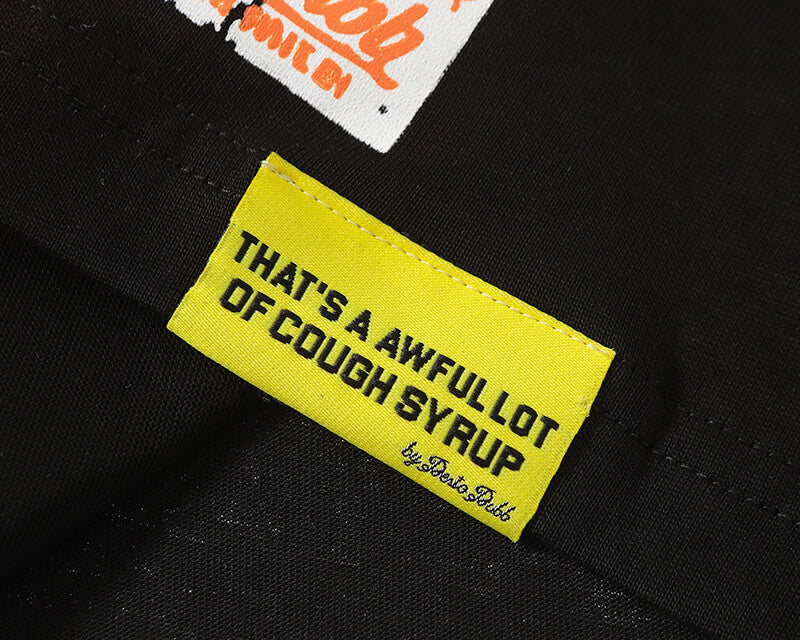 THAT'S A AWFUL LOT
OF COUGH SYRUP
by Desto Dubb